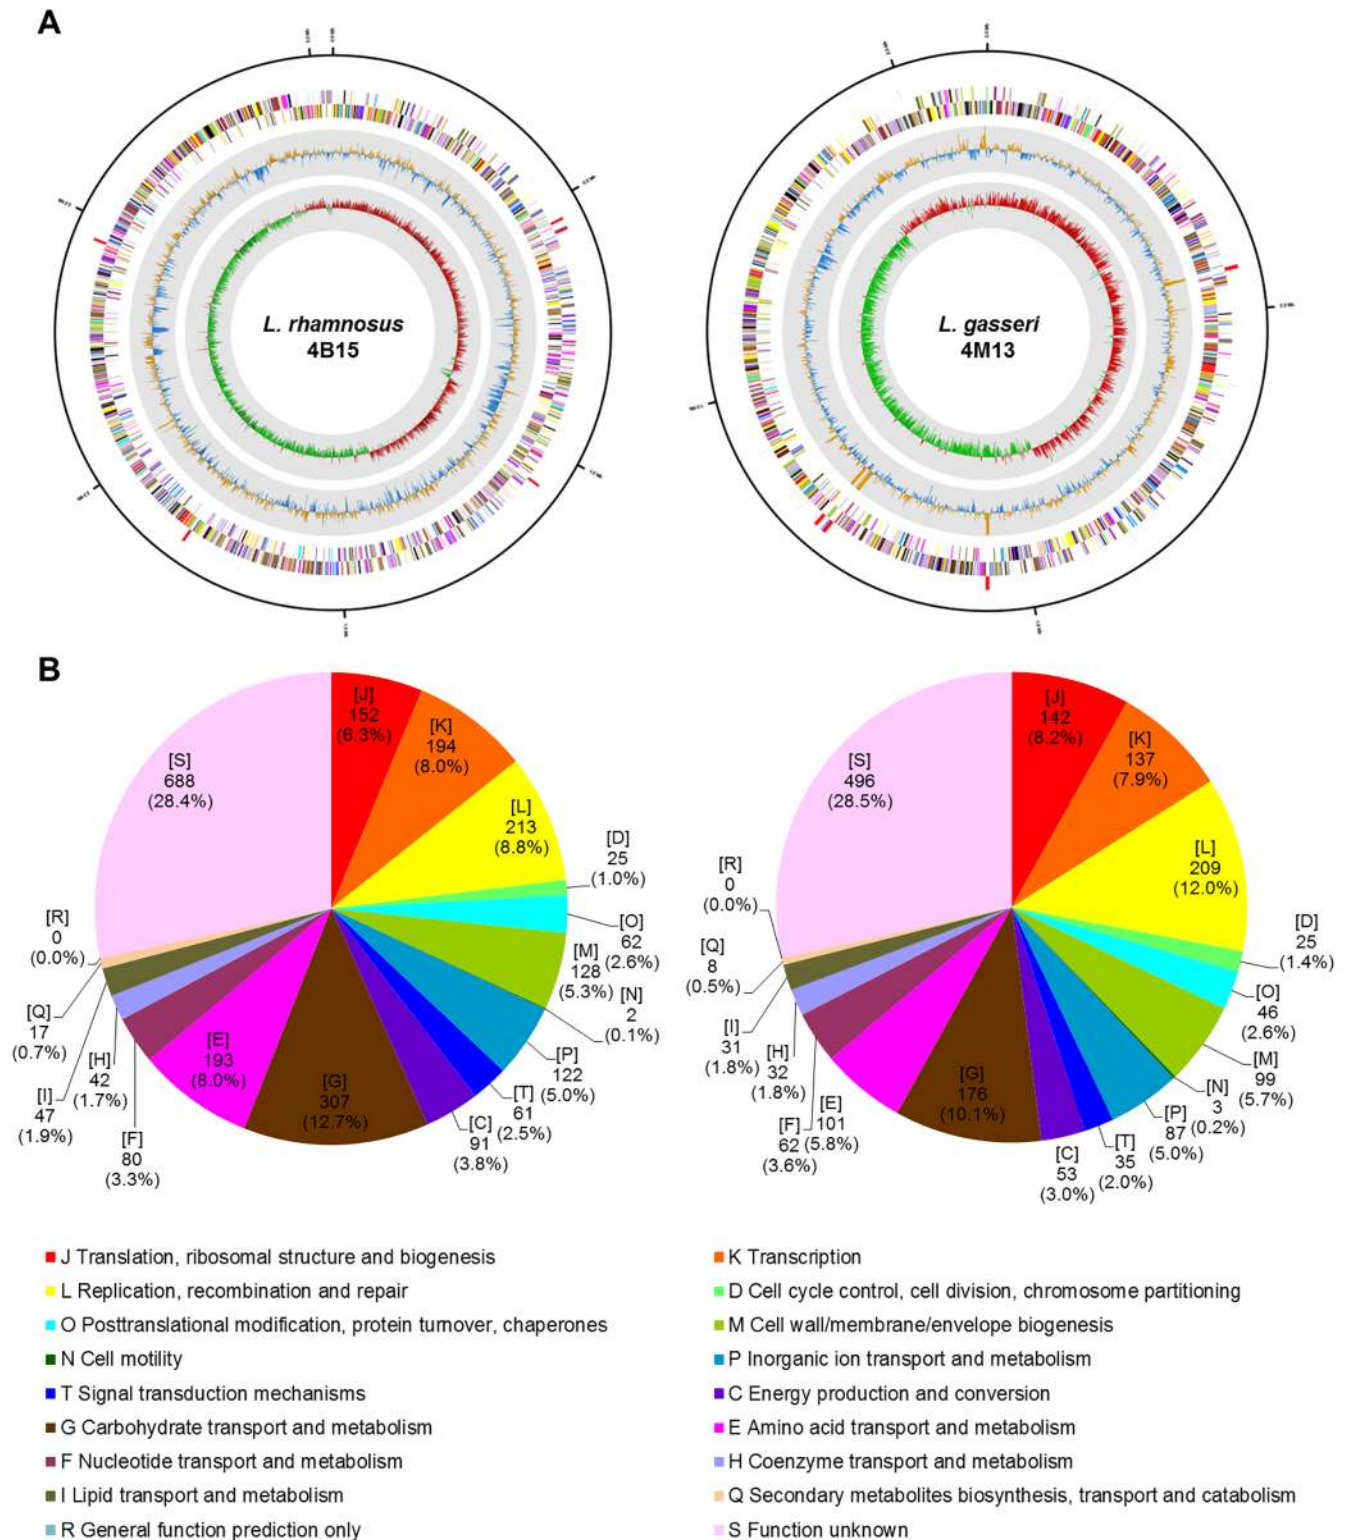 A
L. rhamnosus
4B15
L. gasseri
4M13
B
[J]
152
(6.3%)
[K]
194
(8.0%)
[L]
213
(8.8%)
[D]
25
(1.0%)
[O]
62
(2.6%)
[M]
128
(5.3%)
[N]
2
(0.1%)
[P]
122
(5.0%)
[T]
61
(2.5%)
[C]
91
(3.8%)
[G]
307
(12.7%)
[E]
193
(8.0%)
[F]
80
(3.3%)
[H]
42
(1.7%)
[I]
47
(1.9%)
[Q]
17
(0.7%)
[R]
0
(0.0%)
[S]
688
(28.4%)
[J]
142
(8.2%)
[K]
137
(7.9%)
[L]
209
(12.0%)
[D]
25
(1.4%)
[O]
46
(2.6%)
[M]
99
(5.7%)
[N]
3
(0.2%)
[P]
87
(5.0%)
[T]
35
(2.0%)
[C]
53
(3.0%)
[G]
176
(10.1%)
[E]
101
(5.8%)
[F]
62
(3.6%)
[H]
32
(1.8%)
[I]
31
(1.8%)
[Q]
8
(0.5%)
[R]
0
(0.0%)
[S]
496
(28.5%)
J Translation, ribosomal structure and biogenesis
K Transcription
L Replication, recombination and repair
D Cell cycle control, cell division, chromosome partitioning
O Posttranslational modification, protein turnover, chaperones
M Cell wall/membrane/envelope biogenesis
N Cell motility
P Inorganic ion transport and metabolism
T Signal transduction mechanisms
C Energy production and conversion
G Carbohydrate transport and metabolism
E Amino acid transport and metabolism
F Nucleotide transport and metabolism
H Coenzyme transport and metabolism
I Lipid transport and metabolism
Q Secondary metabolites biosynthesis, transport and catabolism
R General function prediction only
S Function unknown